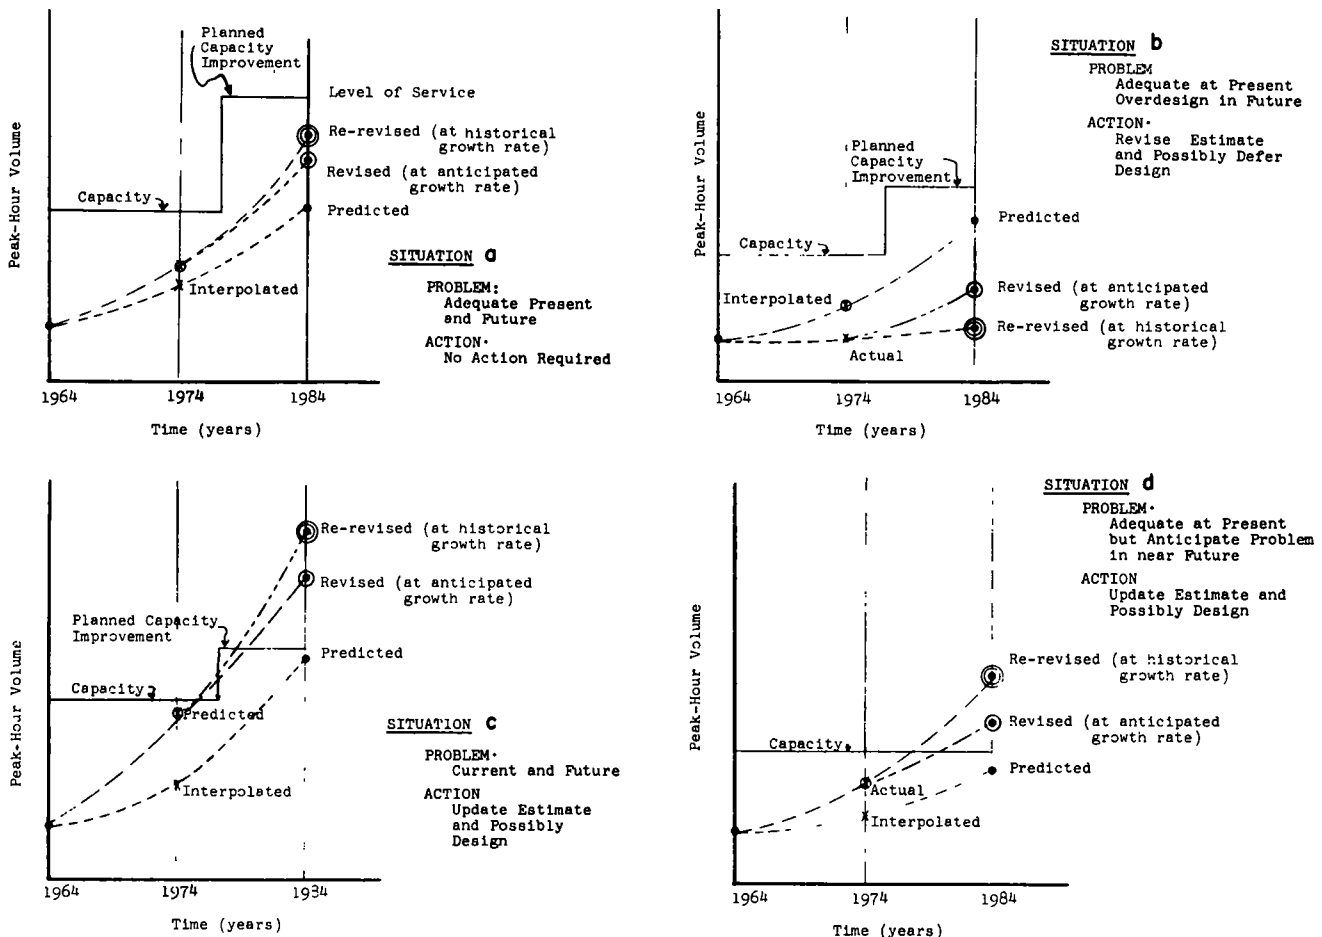 Planned
Capacity
Improvement
Level of Service
Re-revised (at historical
growth rate)
Revised (at anticipated
growth rate)
Capacity
Predicted
Interpolated
Peak-Hour Volume
1964
1974
1984
Time (years)
SITUATION a
PROBLEM:
Adequate Present
and Future
ACTION·
No Action Required
SITUATION b
PROBLEM
Adequate at Present
Overdesign in Future
ACTION·
Revise Estimate
and Possibly Defer
Design
Planned
Capacity
Improvement
Predicted
Capacity
Interpolated
Revised (at anticipated
growth rate)
Re-revised (at historical
growth rate)
Actual
Peak-Hour Volume
1964
1974
1984
Time (years)
Re-revised (at historical
growth rate)
Revised (at anticipated
growth rate)
Planned Capacity
Improvement
Predicted
Capacity
Predicted
Interpolated
Peak-Hour Volume
1964
1974
1934
Time (years)
SITUATION c
PROBLEM·
Current and Future
ACTION
Update Estimate
and Possibly
Design
SITUATION d
PROBLEM·
Adequate at Present
but Anticipate Problem
in near Future
ACTION
Update Estimate and
Possibly Design
Re-revised (at historical
growth rate)
Revised (at anticipated
growth rate)
Capacity
Predicted
Actual
Interpolated
Peak-Hour Volume
1964
1974
1984
Time (years)